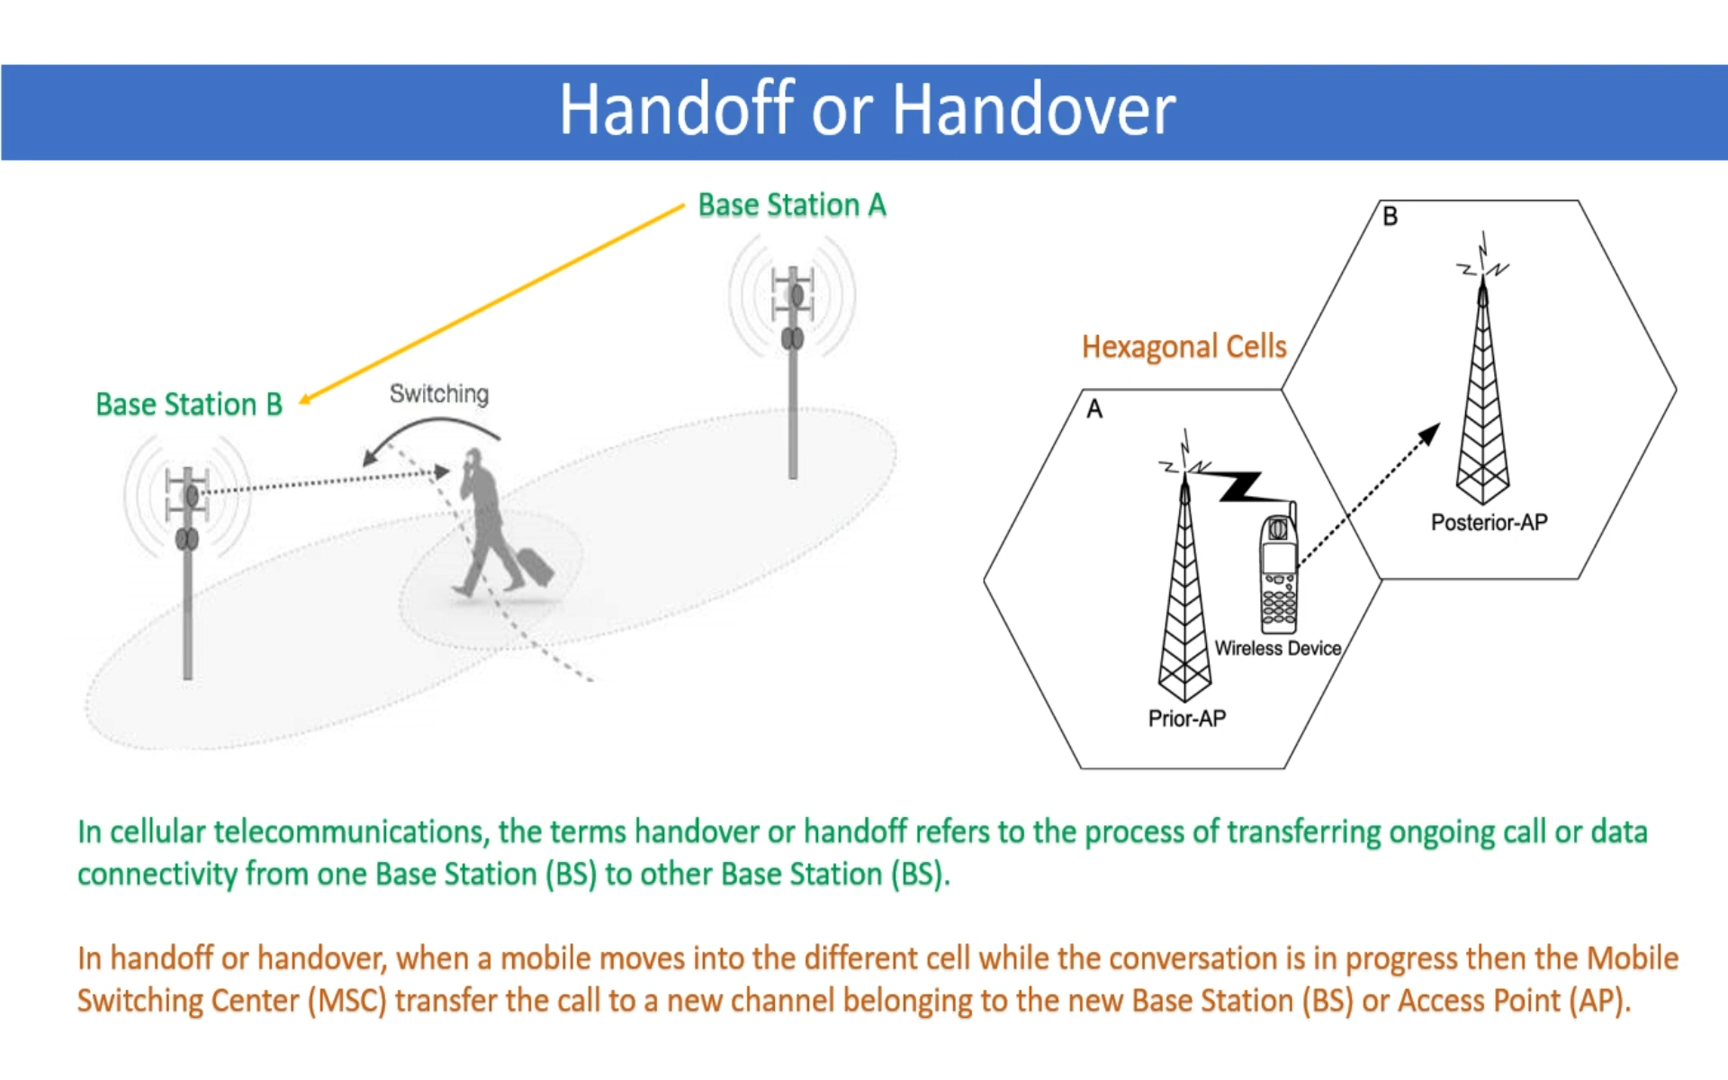 Handoff or Handover
Base Station A
Base Station B
Switching
B
Hexagonal Cells
A
Posterior-AP
Wireless Device
Prior-AP
In cellular telecommunications, the terms handover or handoff refers to the process of transferring ongoing call or data
connectivity from one Base Station (BS) to other Base Station (BS).
In handoff or handover, when a mobile moves into the different cell while the conversation is in progress then the Mobile
Switching Center (MSC) transfer the call to a new channel belonging to the new Base Station (BS) or Access Point (AP).